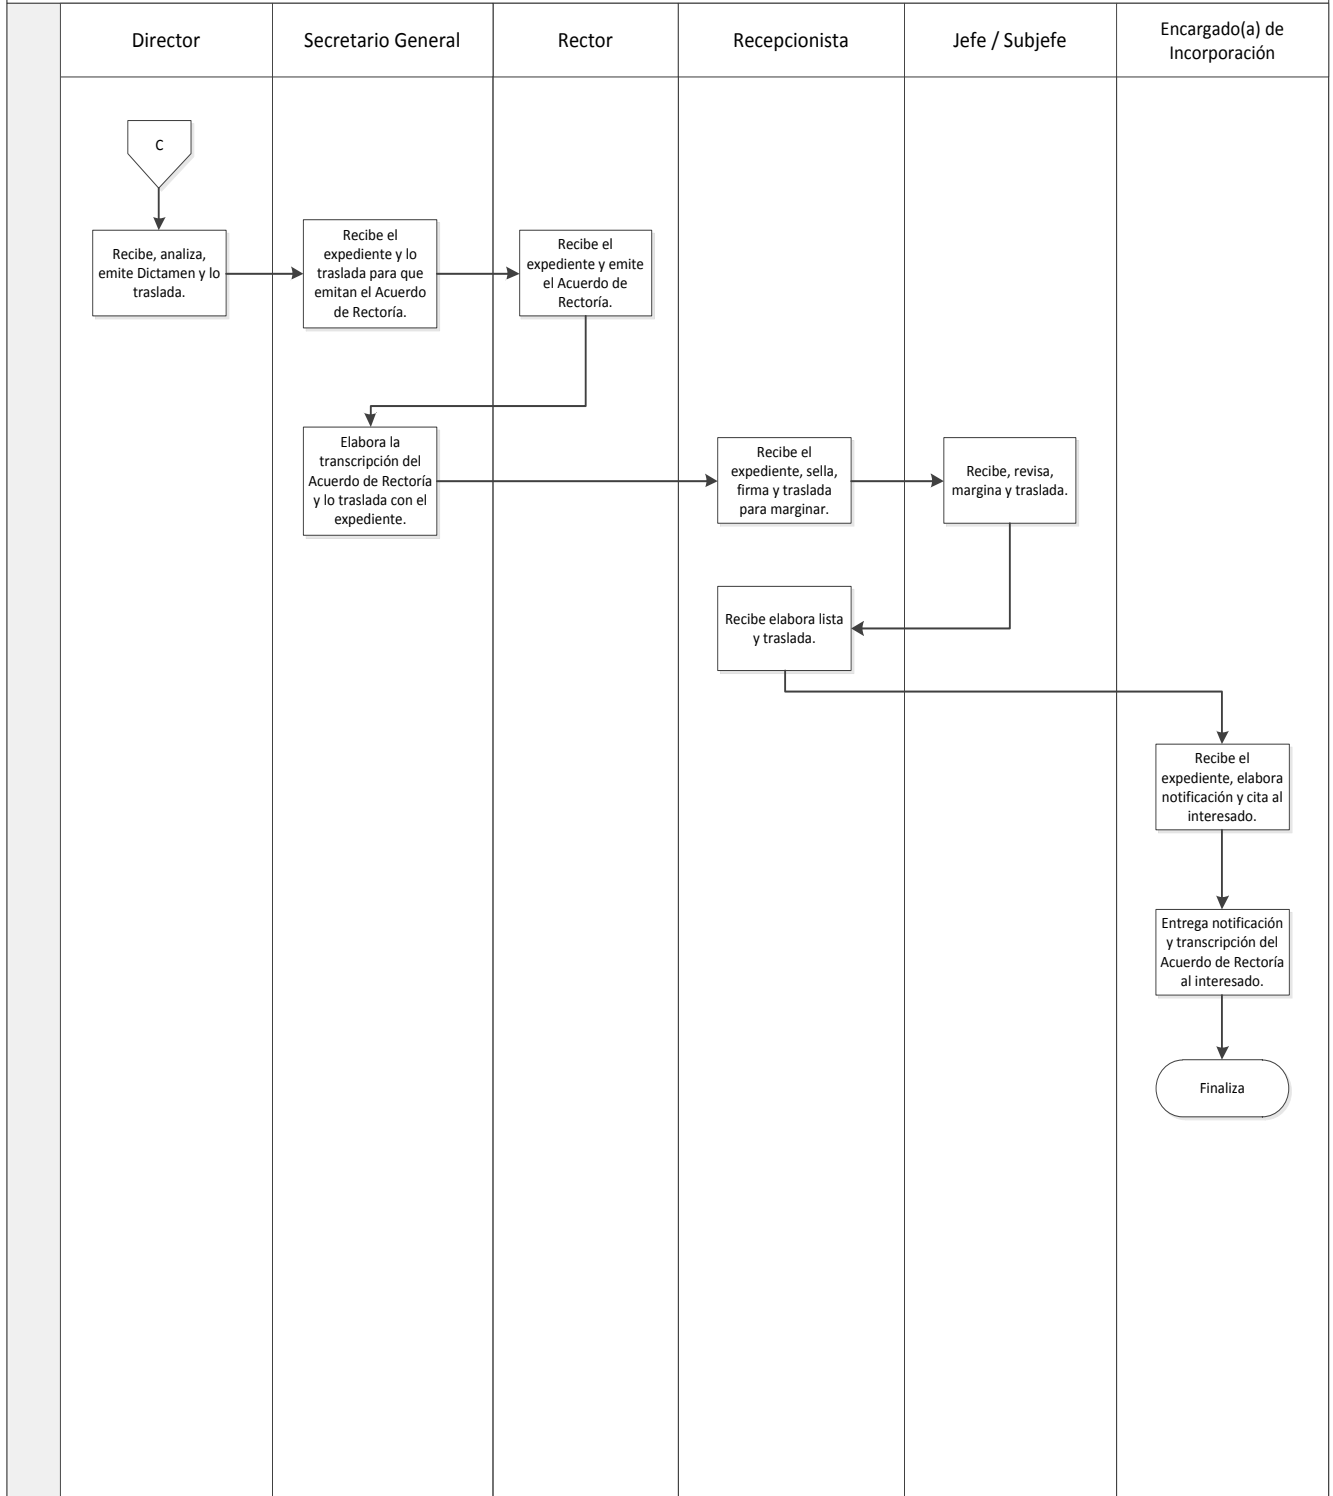 Director
Secretario General
Rector
Recepcionista
Jefe / Subjefe
Encargado(a) de
Incorporación
C
Recibe, analiza,
emite Dictamen y lo
traslada.
Recibe el
expediente y lo
traslada para que
emitan el Acuerdo
de Rectoría.
Recibe el
expediente y emite
el Acuerdo de
Rectoría.
Elabora la
transcripción del
Acuerdo de Rectoría
y lo traslada con el
expediente.
Recibe el
expediente, sella,
firma y traslada
para marginar.
Recibe, revisa,
margina y traslada.
Recibe elabora lista
y traslada.
Recibe el
expediente, elabora
notificación y cita al
interesado.
Entrega notificación
y transcripción del
Acuerdo de Rectoría
al interesado.
Finaliza